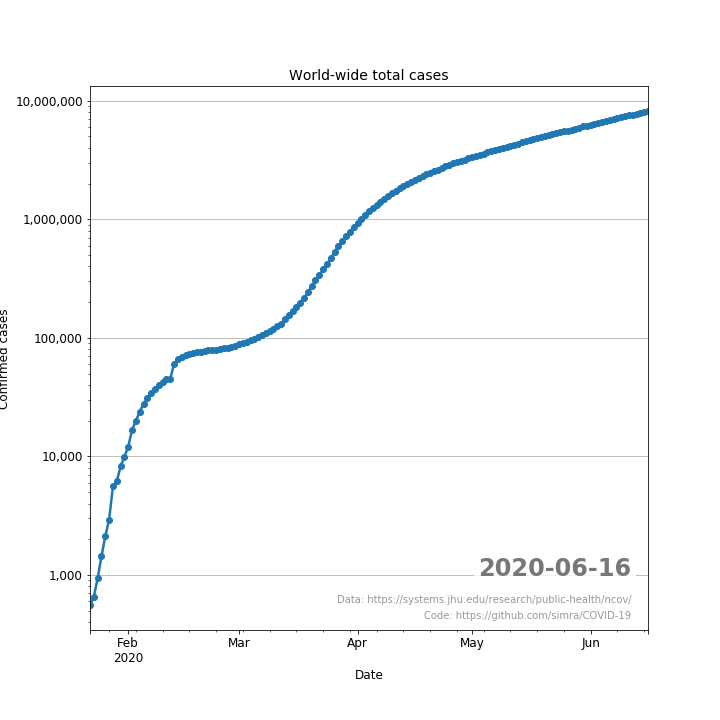 World-wide total cases
10,000,000
1,000,000
100,000
10,000
1,000
Confirmed cases
2020-06-16
Data: https://systems.jhu.edu/research/public-health/ncov/
Code: https://github.com/simra/COVID-19
Feb
2020
Mar
Apr
May
Jun
Date